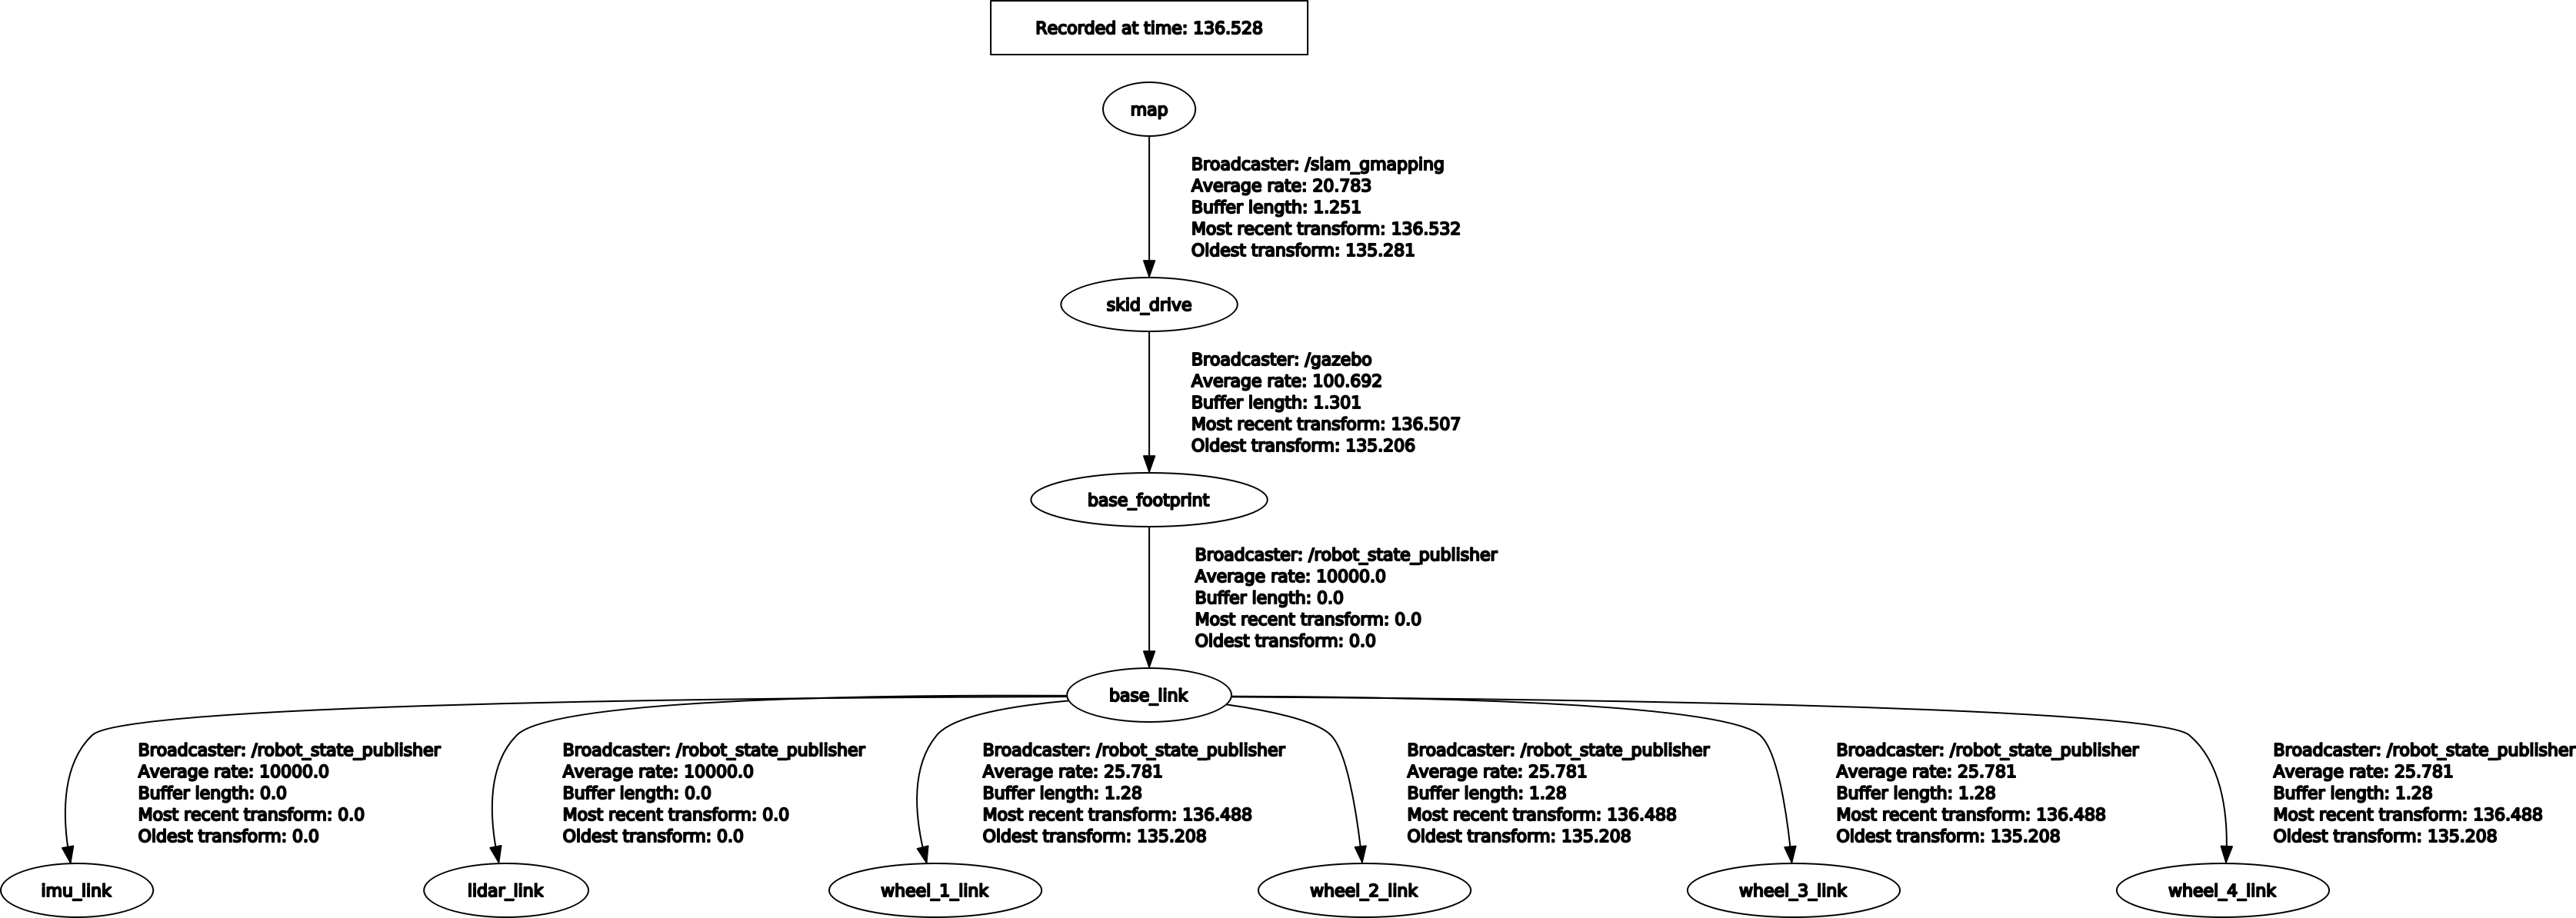 Recorded at time: 136.528
map
Broadcaster: /slam_gmapping
Average rate: 20.783
Buffer length: 1.251
Most recent transform: 136.532
Oldest transform: 135.281
skid_drive
Broadcaster: /gazebo
Average rate: 100.692
Buffer length: 1.301
Most recent transform: 136.507
Oldest transform: 135.206
base_footprint
Broadcaster: /robot_state_publisher
Average rate: 10000.0
Buffer length: 0.0
Most recent transform: 0.0
Oldest transform: 0.0
base_link
Broadcaster: /robot_state_publisher
Average rate: 10000.0
Buffer length: 0.0
Most recent transform: 0.0
Oldest transform: 0.0
Broadcaster: /robot_state_publisher
Average rate: 10000.0
Buffer length: 0.0
Most recent transform: 0.0
Oldest transform: 0.0
Broadcaster: /robot_state_publisher
Average rate: 25.781
Buffer length: 1.28
Most recent transform: 136.488
Oldest transform: 135.208
Broadcaster: /robot_state_publisher
Average rate: 25.781
Buffer length: 1.28
Most recent transform: 136.488
Oldest transform: 135.208
Broadcaster: /robot_state_publisher
Average rate: 25.781
Buffer length: 1.28
Most recent transform: 136.488
Oldest transform: 135.208
Broadcaster: /robot_state_publisher
Average rate: 25.781
Buffer length: 1.28
Most recent transform: 136.488
Oldest transform: 135.208
imu_link
lidar_link
wheel_1_link
wheel_2_link
wheel_3_link
wheel_4_link